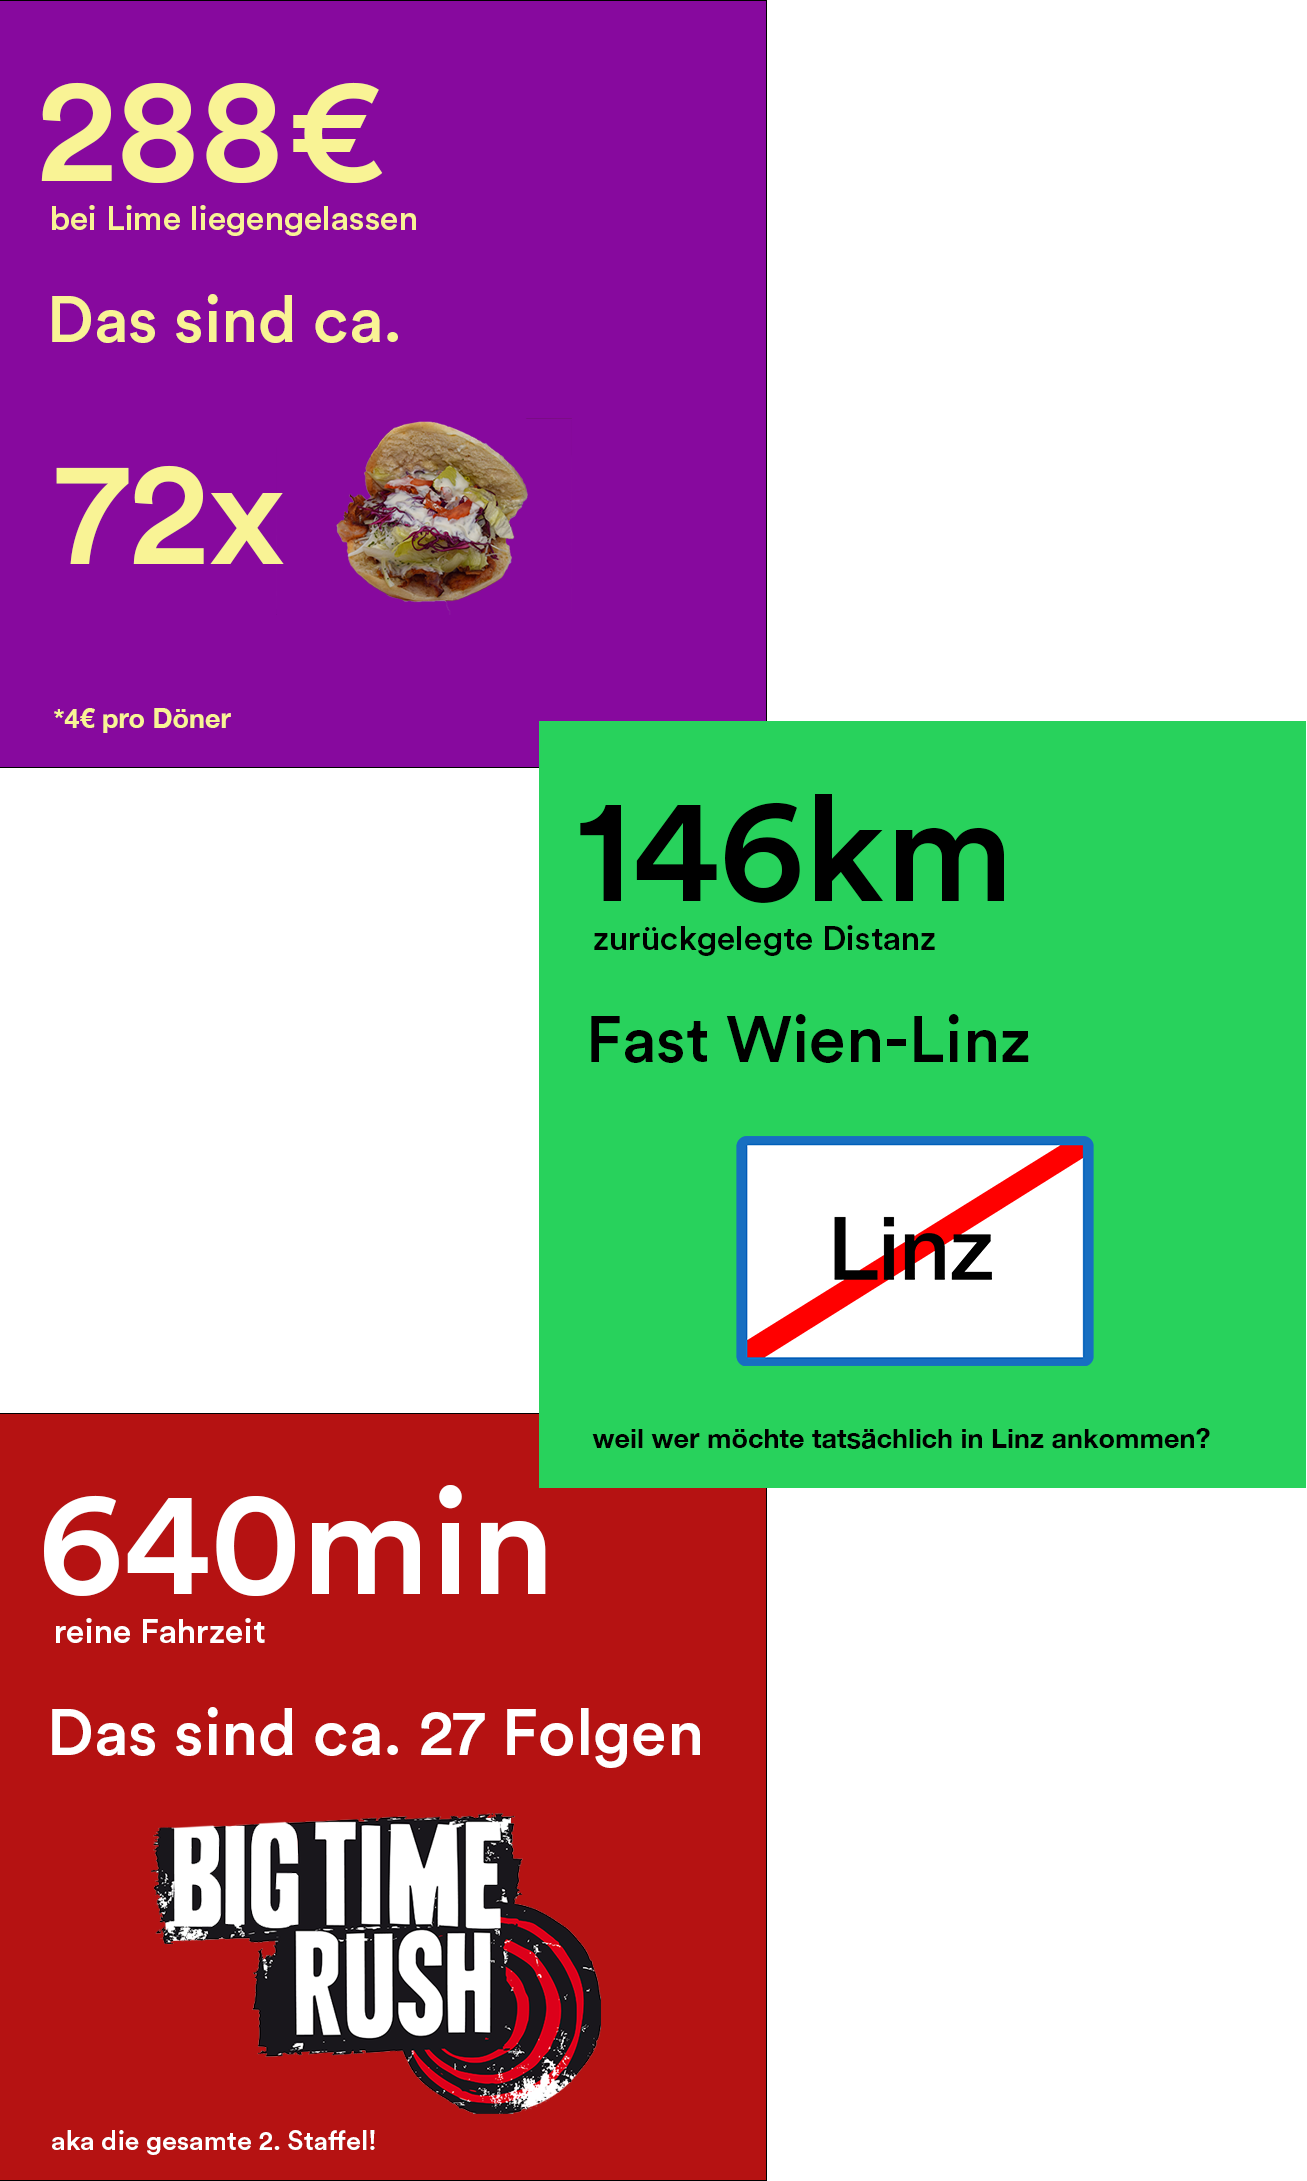 288€
bei Lime liegengelassen
Das sind ca.
72x
*4€ pro Döner
146km
zurückgelegte Distanz
Fast Wien-Linz
Linz
weil wer möchte tatsächlich in Linz ankommen?
640min
reine Fahrzeit
Das sind ca. 27 Folgen
BIG TIME
RUSH
aka die gesamte 2. Staffel!